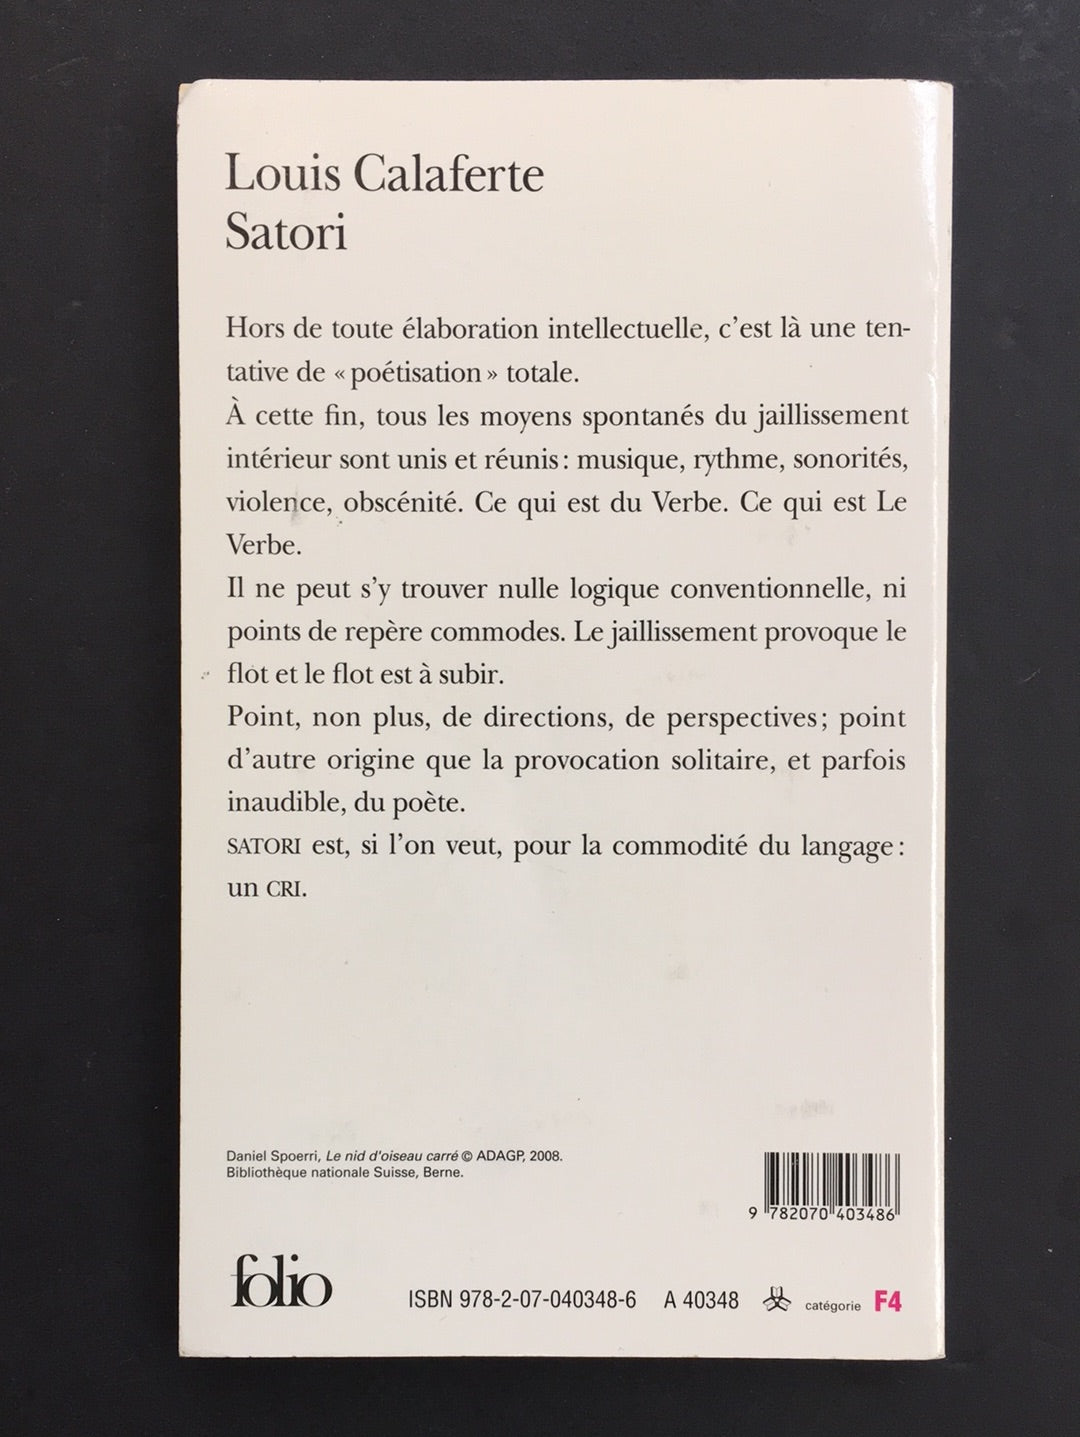 Louis Calaferte
Satori
Hors de toute élaboration intellectuelle, c'est là une ten-
tative de « poétisation » totale.
À cette fin, tous les moyens spontanés du jaillissement
intérieur sont unis et réunis : musique, rythme, sonorités,
violence, obscénité. Ce qui est du Verbe. Ce qui est Le
Verbe.
Il ne peut s'y trouver nulle logique conventionnelle, ni
points de repère commodes. Le jaillissement provoque le
flot et le flot est à subir.
Point, non plus, de directions, de perspectives ; point
d'autre origine que la provocation solitaire, et parfois
inaudible, du poète.
SATORI est, si l'on veut, pour la commodité du langage :
un CRI.
Daniel Spoerri, Le nid d'oiseau carré © ADAGP, 2008.
Bibliothèque nationale Suisse, Berne.
9 782070 403486
folio
ISBN 978-2-07-040348-6 A 40348 catégorie F4